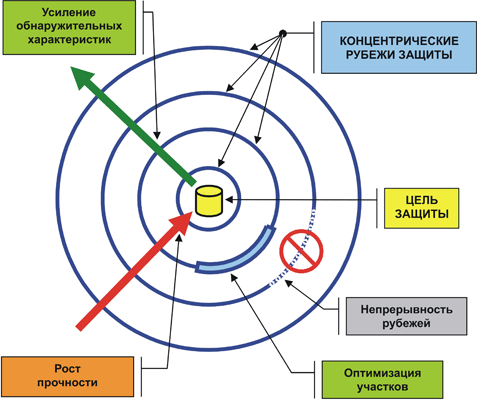 Усиление
обнаружительных
характеристик
КОНЦЕНТРИЧЕСКИЕ
РУБЕЖИ ЗАЩИТЫ
ЦЕЛЬ
ЗАЩИТЫ
Непрерывность
рубежей
Рост
прочности
Оптимизация
участков